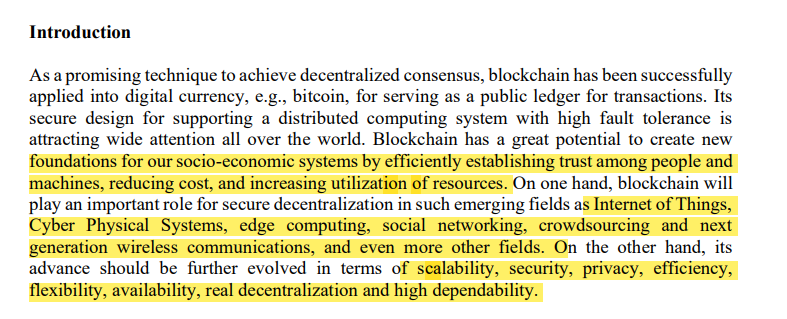 Introduction
As a promising technique to achieve decentralized consensus, blockchain has been successfully
applied into digital currency, e.g., bitcoin, for serving as a public ledger for transactions. Its
secure design for supporting a distributed computing system with high fault tolerance is
attracting wide attention all over the world. Blockchain has a great potential to create new
foundations for our socio-economic systems by efficiently establishing trust among people and
machines, reducing cost, and increasing utilization of resources. On one hand, blockchain will
play an important role for secure decentralization in such emerging fields as Internet of Things,
Cyber Physical Systems, edge computing, social networking, crowdsourcing and next
generation wireless communications, and even more other fields. On the other hand, its
advance should be further evolved in terms of scalability, security, privacy, efficiency,
flexibility, availability, real decentralization and high dependability.